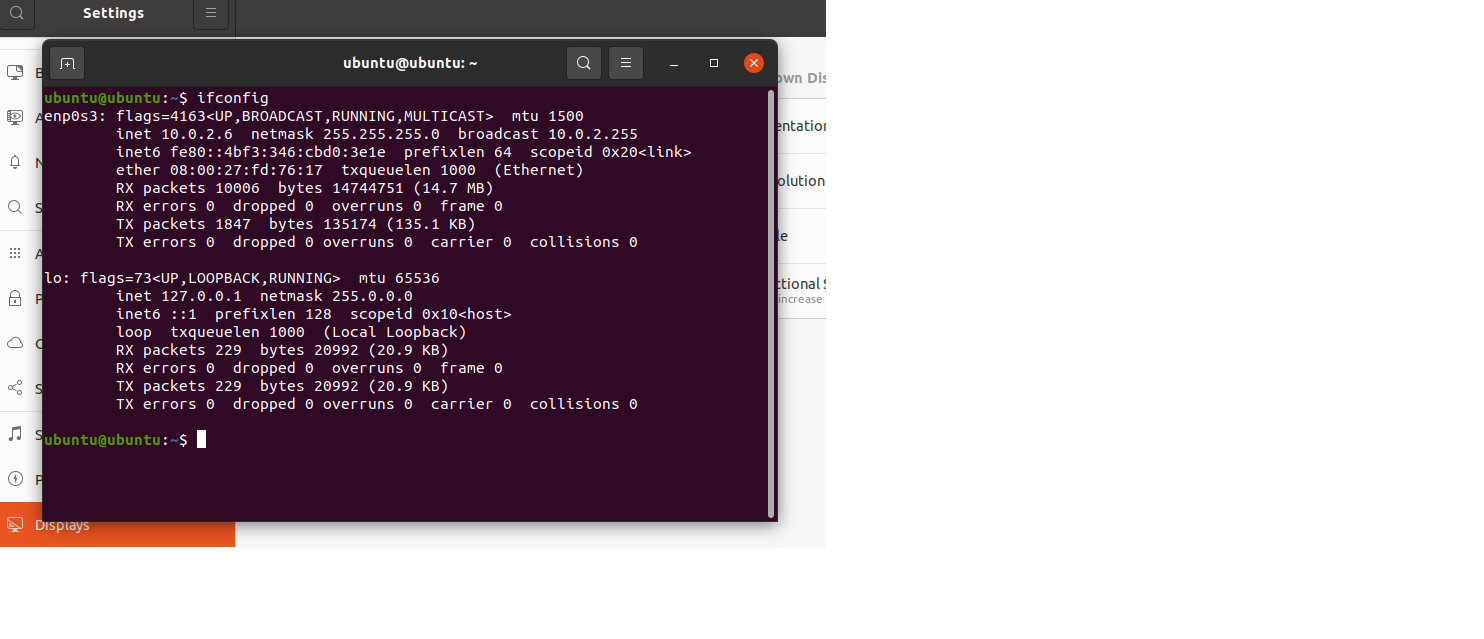 Settings
ubuntu@ubuntu: ~
ubuntu@ubuntu:~$ ifconfig
enp0s3: flags=4163<UP,BROADCAST,RUNNING,MULTICAST>  mtu 1500
        inet 10.0.2.6  netmask 255.255.255.0  broadcast 10.0.2.255
        inet6 fe80::4bf3:346:cbd0:3e1e  prefixlen 64  scopeid 0x20<link>
        ether 08:00:27:fd:76:17  txqueuelen 1000  (Ethernet)
        RX packets 10006  bytes 14744751 (14.7 MB)
        RX errors 0  dropped 0  overruns 0  frame 0
        TX packets 1847  bytes 135174 (135.1 KB)
        TX errors 0  dropped 0 overruns 0  carrier 0  collisions 0
lo: flags=73<UP,LOOPBACK,RUNNING>  mtu 65536
        inet 127.0.0.1  netmask 255.0.0.0
        inet6 ::1  prefixlen 128  scopeid 0x10<host>
        loop  txqueuelen 1000  (Local Loopback)
        RX packets 229  bytes 20992 (20.9 KB)
        RX errors 0  dropped 0  overruns 0  frame 0
        TX packets 229  bytes 20992 (20.9 KB)
        TX errors 0  dropped 0 overruns 0  carrier 0  collisions 0
ubuntu@ubuntu:~$
Displays
own Dis
entation
olution
le
ctional S
increase